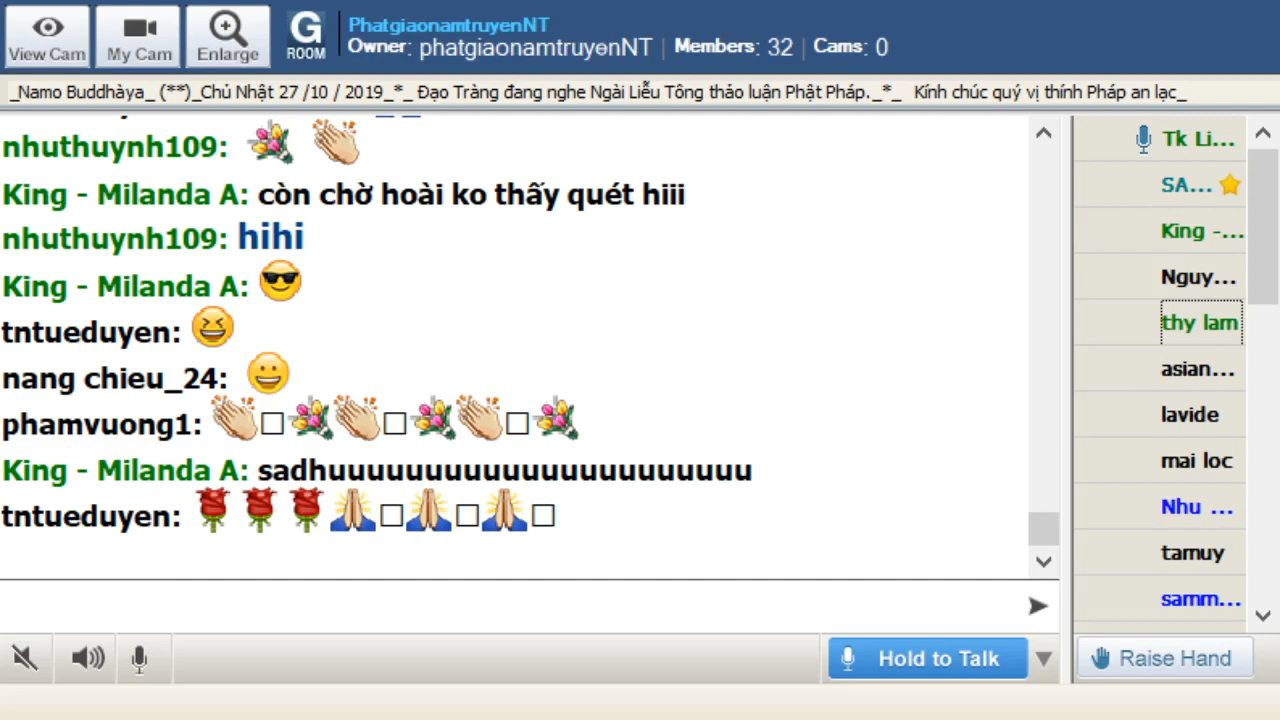 View Cam
My Cam
Enlarge
G
ROOM
PhatgiaonamtruyenNT
Owner: phatgiaonamtruyenNT | Members: 32 | Cams: 0
_Namo Buddhàya_ (**)_Chủ Nhật 27 /10 / 2019_*_ Đạo Tràng đang nghe Ngài Liễu Tông thảo luận Phật Pháp._*_ Kính chúc quý vị thính Pháp an lạc_
nhuthuynh109: 💐 👏
King - Milanda A: còn chờ hoài ko thấy quét hiii
nhuthuynh109: hihi
King - Milanda A: 😎
tntueduyen: 😆
nang chieu_24: 😀
phamvuong1: 👏□💐👏□💐👏□💐
King - Milanda A: sadhuuuuuuuuuuuuuuuuuuuuuu
tntueduyen: 🌹🌹🌹🙏□🙏□🙏□
Tk Li...
SA...
King -...
Nguy...
thy lam
asian...
lavide
mai loc
Nhu ...
tamuy
samm...
Hold to Talk
Raise Hand